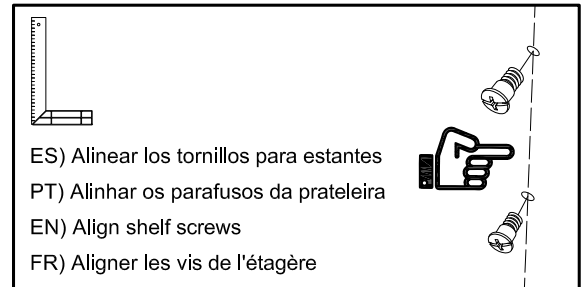 ES) Alinear los tornillos para estantes
PT) Alinhar os parafusos da prateleira
EN) Align shelf screws
FR) Aligner les vis de l'étagère